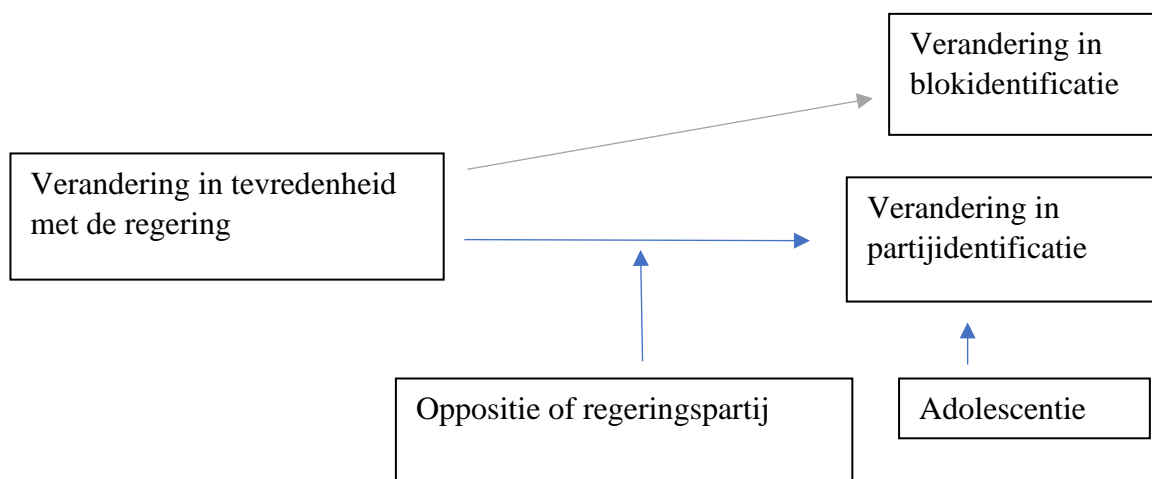 Verandering in
blokidentificatie
Verandering in tevredenheid
met de regering
Verandering in
partijidentificatie
Oppositie of regeringspartij
Adolescentie